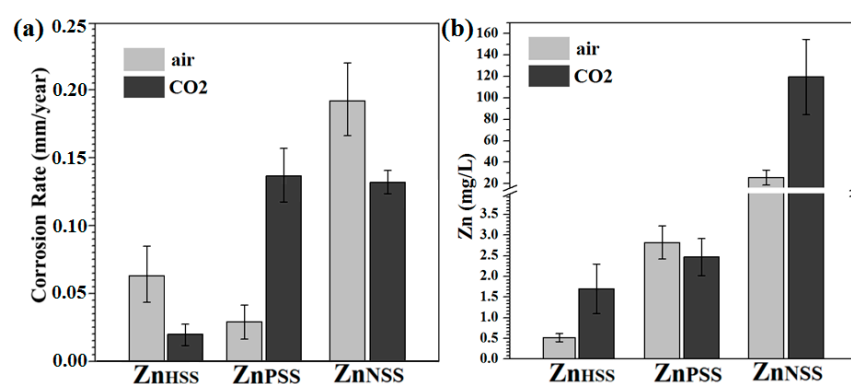 (a)
0.25
0.20
0.15
0.10
0.05
0.00
Corrosion Rate (mm/year)
air
CO2
ZnHSS ZnPSS ZnNSS
(b)
160
140
120
100
80
60
40
20
3.5
3.0
2.5
2.0
1.5
1.0
0.5
0.0
Zn (mg/L)
air
CO2
ZnHSS ZnPSS ZnNSS